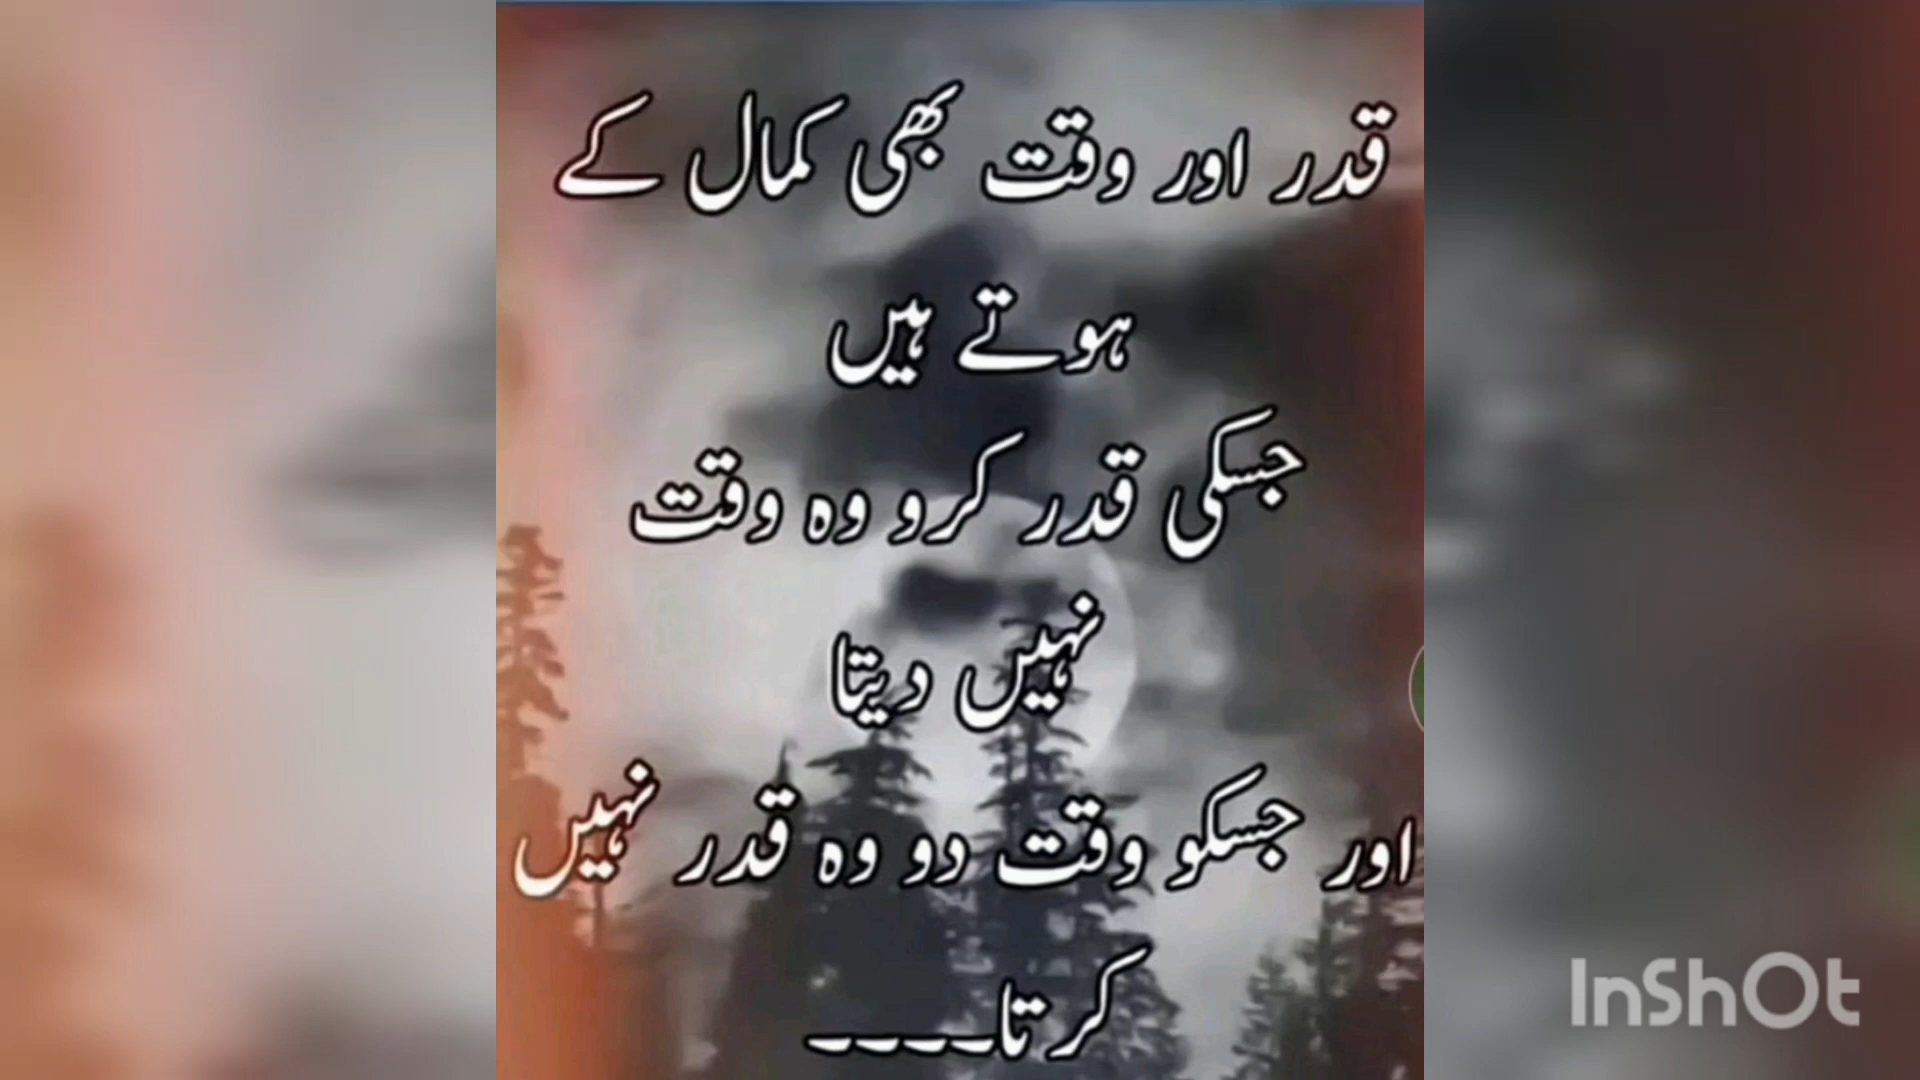 قدر اور وقت بھی کمال کے
ہوتے ہیں
جسکی قدر کرو وہ وقت
نہیں دیتا
اور جسکو وقت دو وہ قدر نہیں
کرتا۔۔۔۔
InShOt